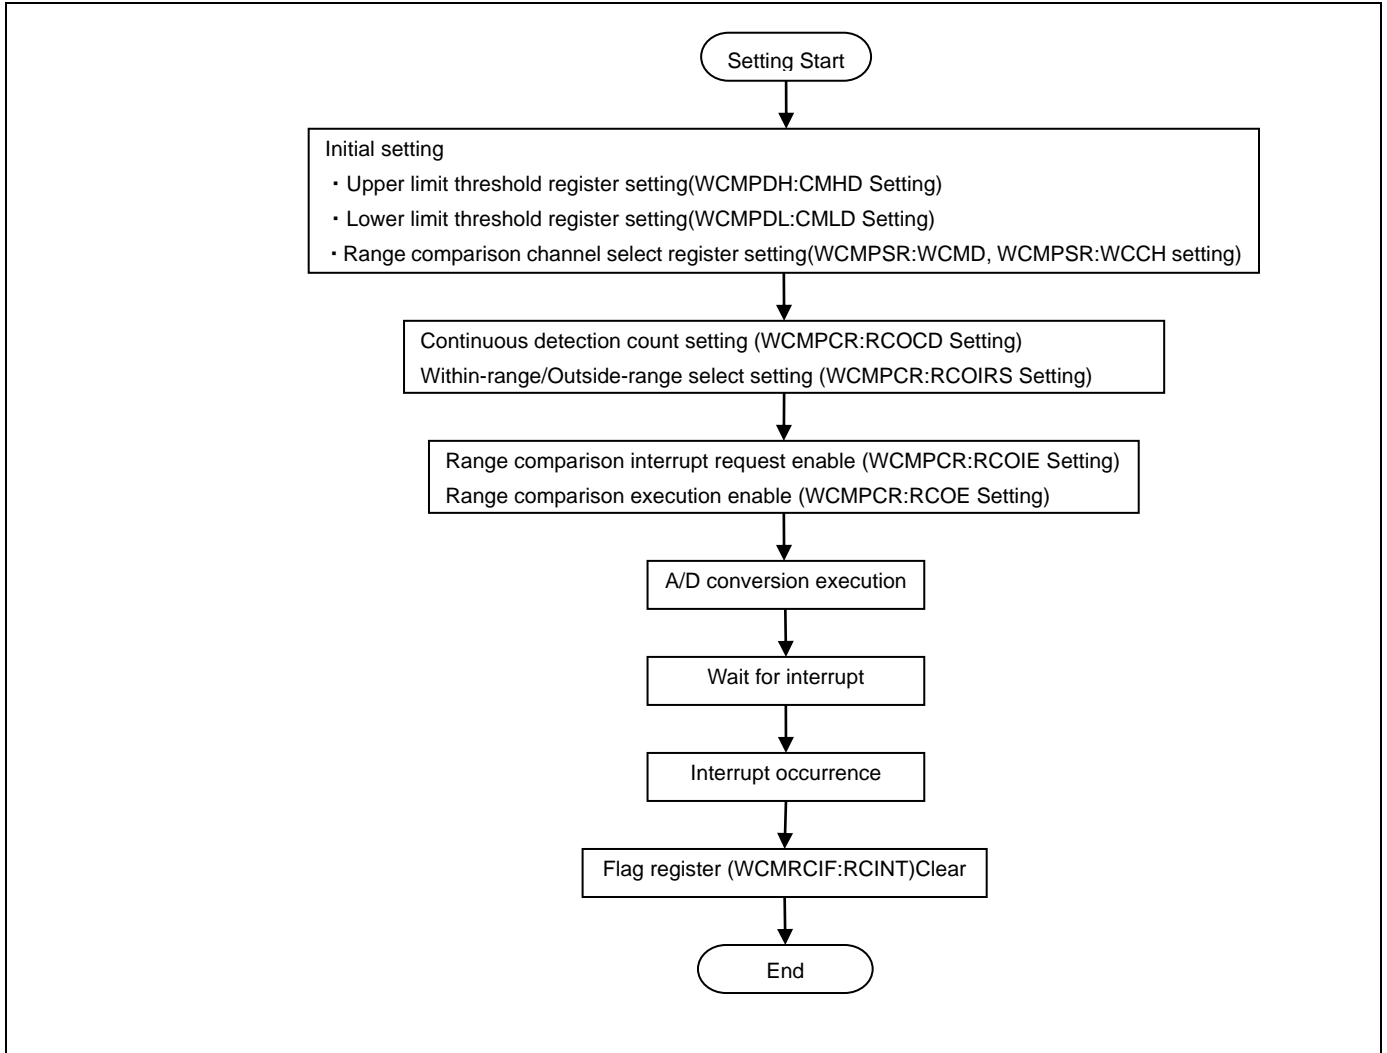 Setting Start
Initial setting
・Upper limit threshold register setting(WCMPDH:CMHD Setting)
・Lower limit threshold register setting(WCMPDL:CMLD Setting)
・Range comparison channel select register setting(WCMPSR:WCMD, WCMPSR:WCCH setting)
Continuous detection count setting (WCMPCR:RCOCD Setting)
Within-range/Outside-range select setting (WCMPCR:RCOIRS Setting)
Range comparison interrupt request enable (WCMPCR:RCOIE Setting)
Range comparison execution enable (WCMPCR:RCOE Setting)
A/D conversion execution
Wait for interrupt
Interrupt occurrence
Flag register (WCMRCIF:RCINT)Clear
End